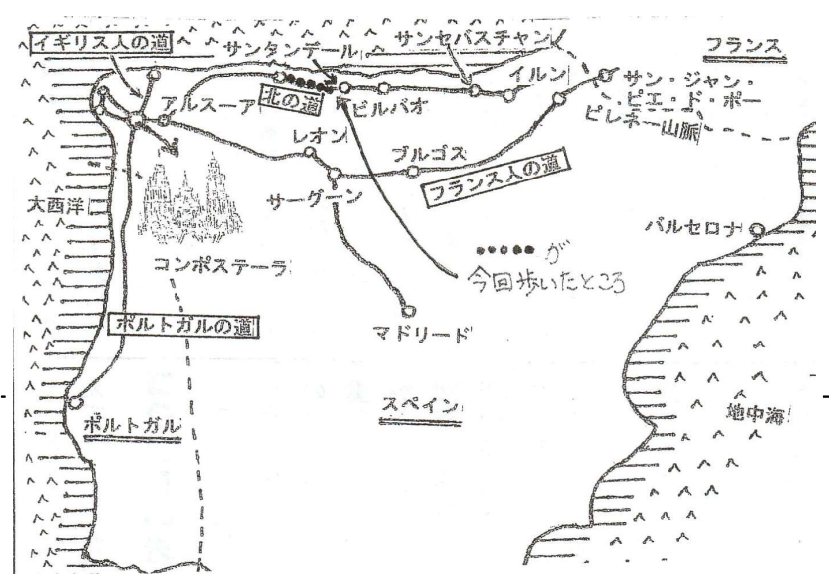 イギリス人の道
サンタンデール
サンセバスチャン
フランス
サン・ジャン・
ピエ・ド・ポー
ピレネー山脈
イルン
北の道
ビルバオ
アルスーア
レオン
ブルゴス
フランス人の道
サーグーン
大西洋
バルセロナ
コンポステーラ
•••••が
今回歩いたところ
マドリード
ポルトガルの道
スペイン
ポルトガル
地中海